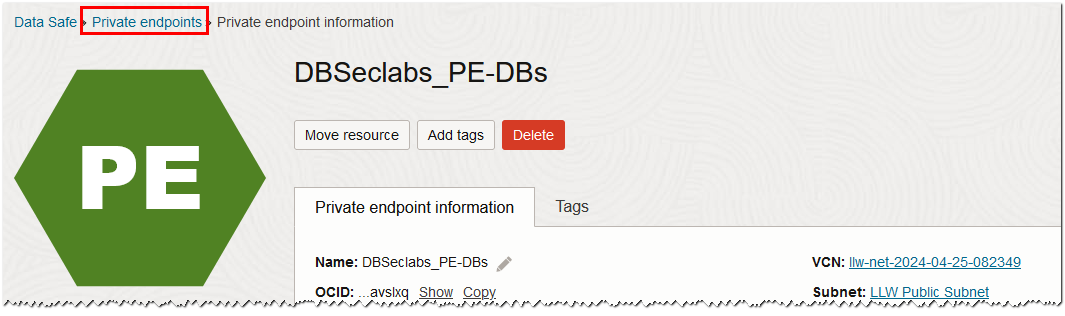 Data Safe › Private endpoints › Private endpoint information
DBSeclabs_PE-DBs
PE
Move resource Add tags Delete
Private endpoint information Tags
Name: DBSeclabs_PE-DBs VCN: llw-net-2024-04-25-082349
OCID: ...avslxq Show Copy Subnet: LLW Public Subnet